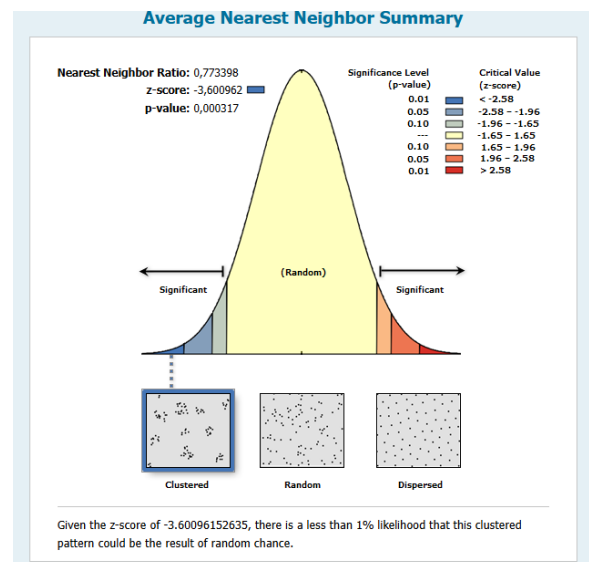 Average Nearest Neighbor Summary
Nearest Neighbor Ratio: 0,773398
z-score: -3,600962
p-value: 0,000317
Significance Level (p-value) Critical Value (z-score)
0.01 < -2.58
0.05 -2.58 – -1.96
0.10 -1.96 – -1.65
--- -1.65 – 1.65
0.10 1.65 – 1.96
0.05 1.96 – 2.58
0.01 > 2.58
(Random)
Significant Significant
Clustered Random Dispersed
Given the z-score of -3.60096152635, there is a less than 1% likelihood that this clustered
pattern could be the result of random chance.